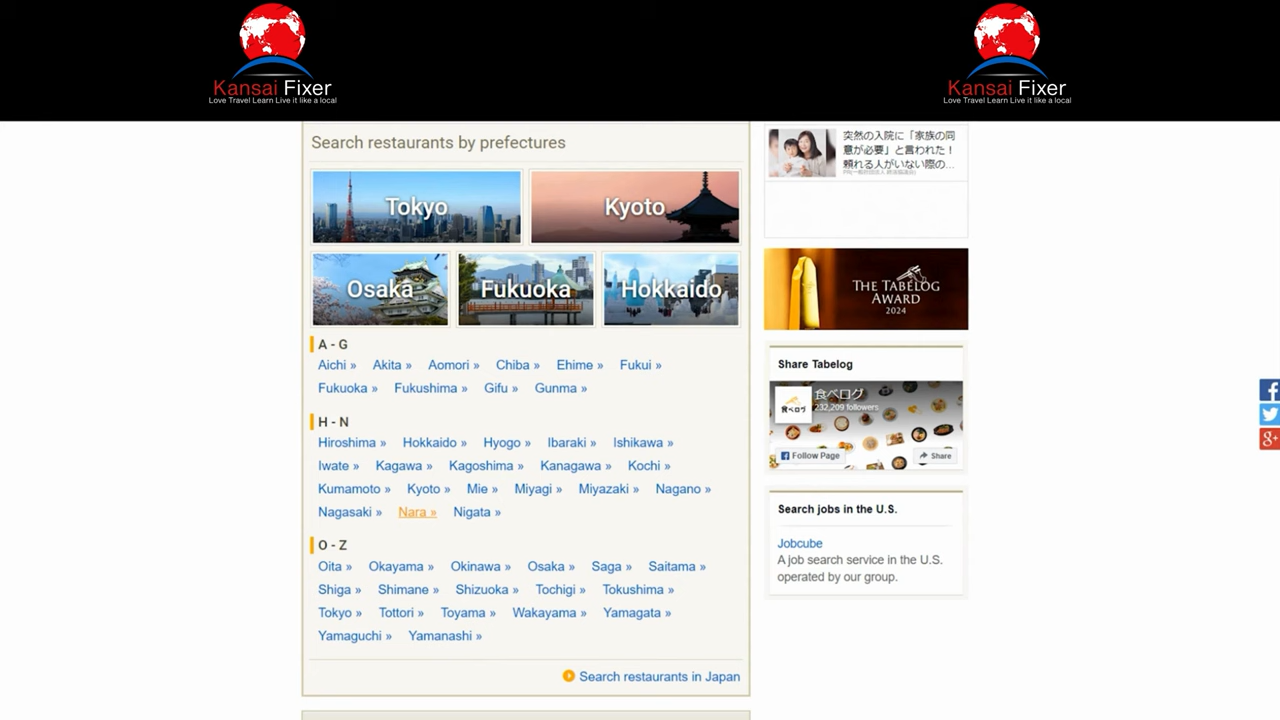 Kansai Fixer
Love Travel Learn Live it like a local
Kansai Fixer
Love Travel Learn Live it like a local
Search restaurants by prefectures
Tokyo
Kyoto
Osaka
Fukuoka
Hokkaido
A - G
Aichi » Akita » Aomori » Chiba » Ehime » Fukui »
Fukuoka » Fukushima » Gifu » Gunma »
H - N
Hiroshima » Hokkaido » Hyogo » Ibaraki » Ishikawa »
Iwate » Kagawa » Kagoshima » Kanagawa » Kochi »
Kumamoto » Kyoto » Mie » Miyagi » Miyazaki » Nagano »
Nagasaki » Nara » Nigata »
O - Z
Oita » Okayama » Okinawa » Osaka » Saga » Saitama »
Shiga » Shimane » Shizuoka » Tochigi » Tokushima »
Tokyo » Tottori » Toyama » Wakayama » Yamagata »
Yamaguchi » Yamanashi »
Search restaurants in Japan
突然の入院に「家族の同
意が必要」と言われた！
頼れる人がいない際の...
THE TABELOG
AWARD
2024
Share Tabelog
食べログ
食べログ
232,209 followers
Follow Page
Share
Search jobs in the U.S.
Jobcube
A job search service in the U.S.
operated by our group.